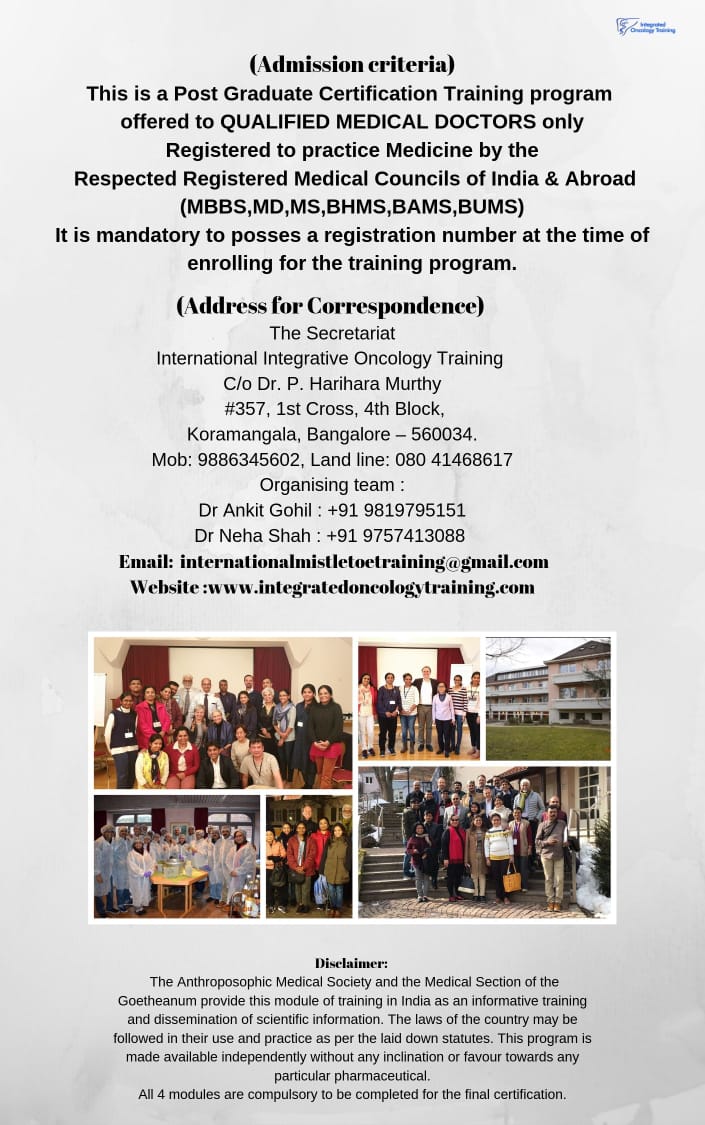 Integrated
Oncology Training
(Admission criteria)
This is a Post Graduate Certification Training program
offered to QUALIFIED MEDICAL DOCTORS only
Registered to practice Medicine by the
Respected Registered Medical Councils of India & Abroad
(MBBS,MD,MS,BHMS,BAMS,BUMS)
It is mandatory to posses a registration number at the time of
enrolling for the training program.
(Address for Correspondence)
The Secretariat
International Integrative Oncology Training
C/o Dr. P. Harihara Murthy
#357, 1st Cross, 4th Block,
Koramangala, Bangalore – 560034.
Mob: 9886345602, Land line: 080 41468617
Organising team :
Dr Ankit Gohil : +91 9819795151
Dr Neha Shah : +91 9757413088
Email: internationalmistletoetraining@gmail.com
Website :www.integratedoncologytraining.com
Disclaimer:
The Anthroposophic Medical Society and the Medical Section of the
Goetheanum provide this module of training in India as an informative training
and dissemination of scientific information. The laws of the country may be
followed in their use and practice as per the laid down statutes. This program is
made available independently without any inclination or favour towards any
particular pharmaceutical.
All 4 modules are compulsory to be completed for the final certification.